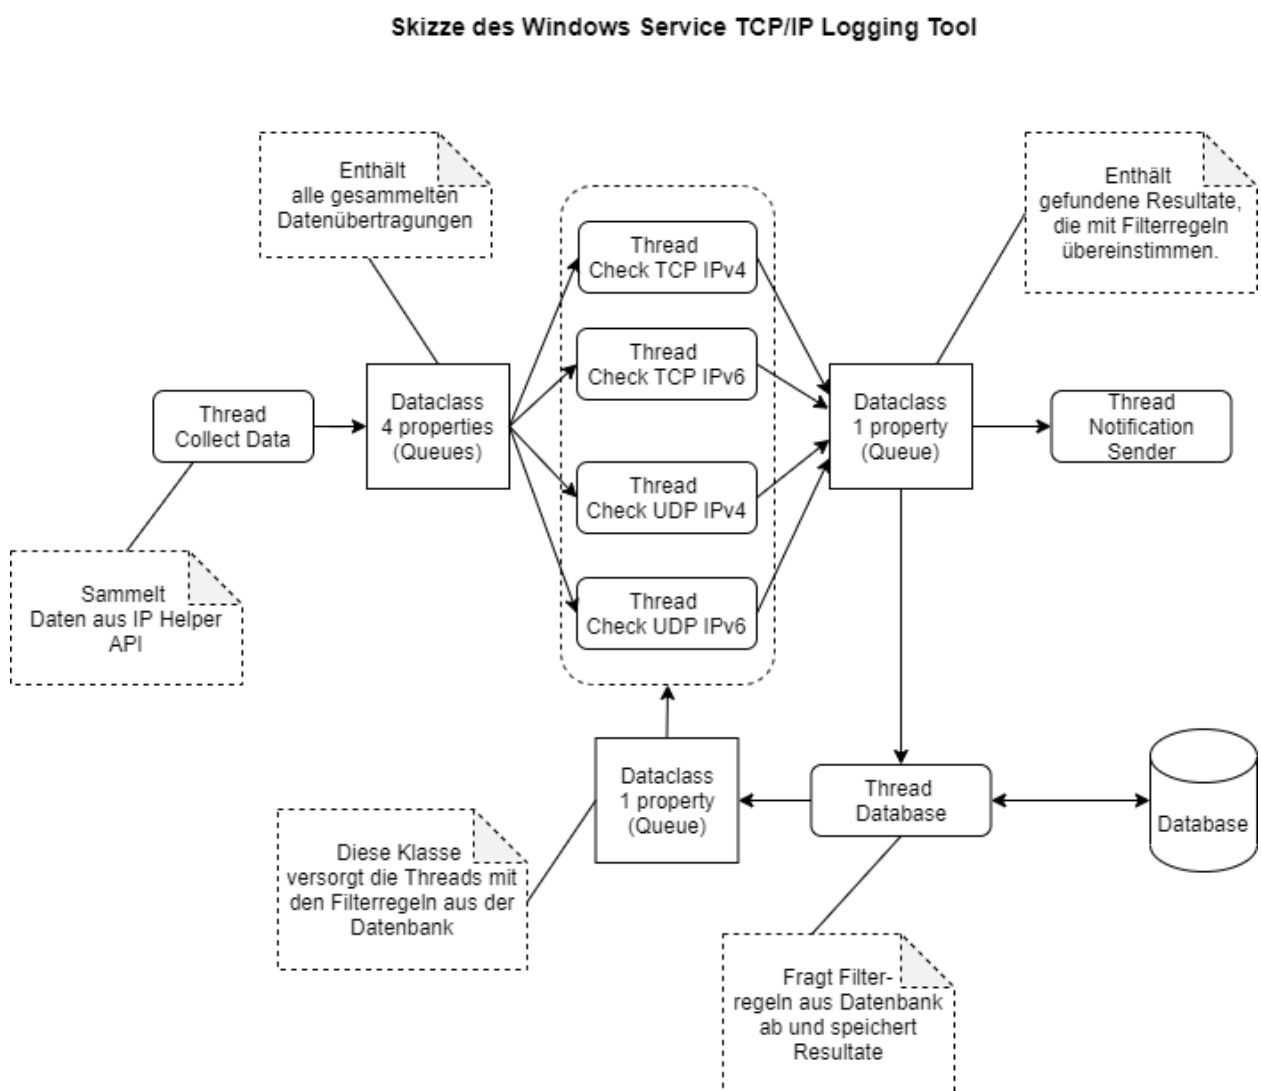 Skizze des Windows Service TCP/IP Logging Tool
Enthält
alle gesammelten
Datenübertragungen
Enthält
gefundene Resultate,
die mit Filterregeln
übereinstimmen.
Thread
Check TCP IPv4
Thread
Check TCP IPv6
Thread
Collect Data
Dataclass
4 properties
(Queues)
Dataclass
1 property
(Queue)
Thread
Notification
Sender
Thread
Check UDP IPv4
Thread
Check UDP IPv6
Sammelt
Daten aus IP Helper
API
Dataclass
1 property
(Queue)
Thread
Database
Database
Diese Klasse
versorgt die Threads mit
den Filterregeln aus der
Datenbank
Fragt Filter-
regeln aus Datenbank
ab und speichert
Resultate